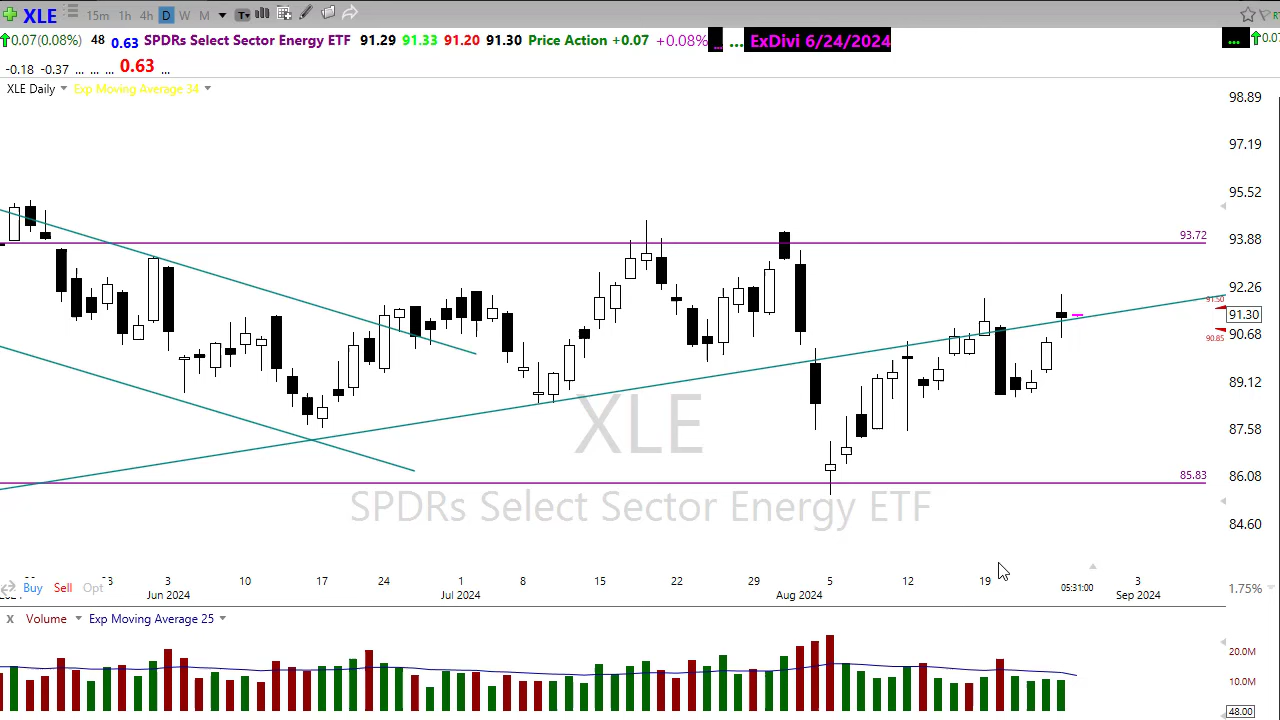 XLE 15m 1h 4h D W M T
0.07(0.08%) 48 0.63 SPDRs Select Sector Energy ETF 91.29 91.33 91.20 91.30 Price Action +0.07 +0.08% ... ... ExDivi 6/24/2024 ... 0.07
-0.18 -0.37 ... ... ... 0.63 ...
XLE Daily Exp Moving Average 34
98.89
97.19
95.52
93.72
93.88
92.26
91.50
91.30
90.68
90.85
89.12
XLE
87.58
85.83
86.08
SPDRs Select Sector Energy ETF
84.60
3 10 17 24 1 8 15 22 29 5 12 19 3
Buy Sell Opt 05:31:00 1.75%
Jun 2024 Jul 2024 Aug 2024 Sep 2024
X Volume Exp Moving Average 25
20.0M
10.0M
48.00